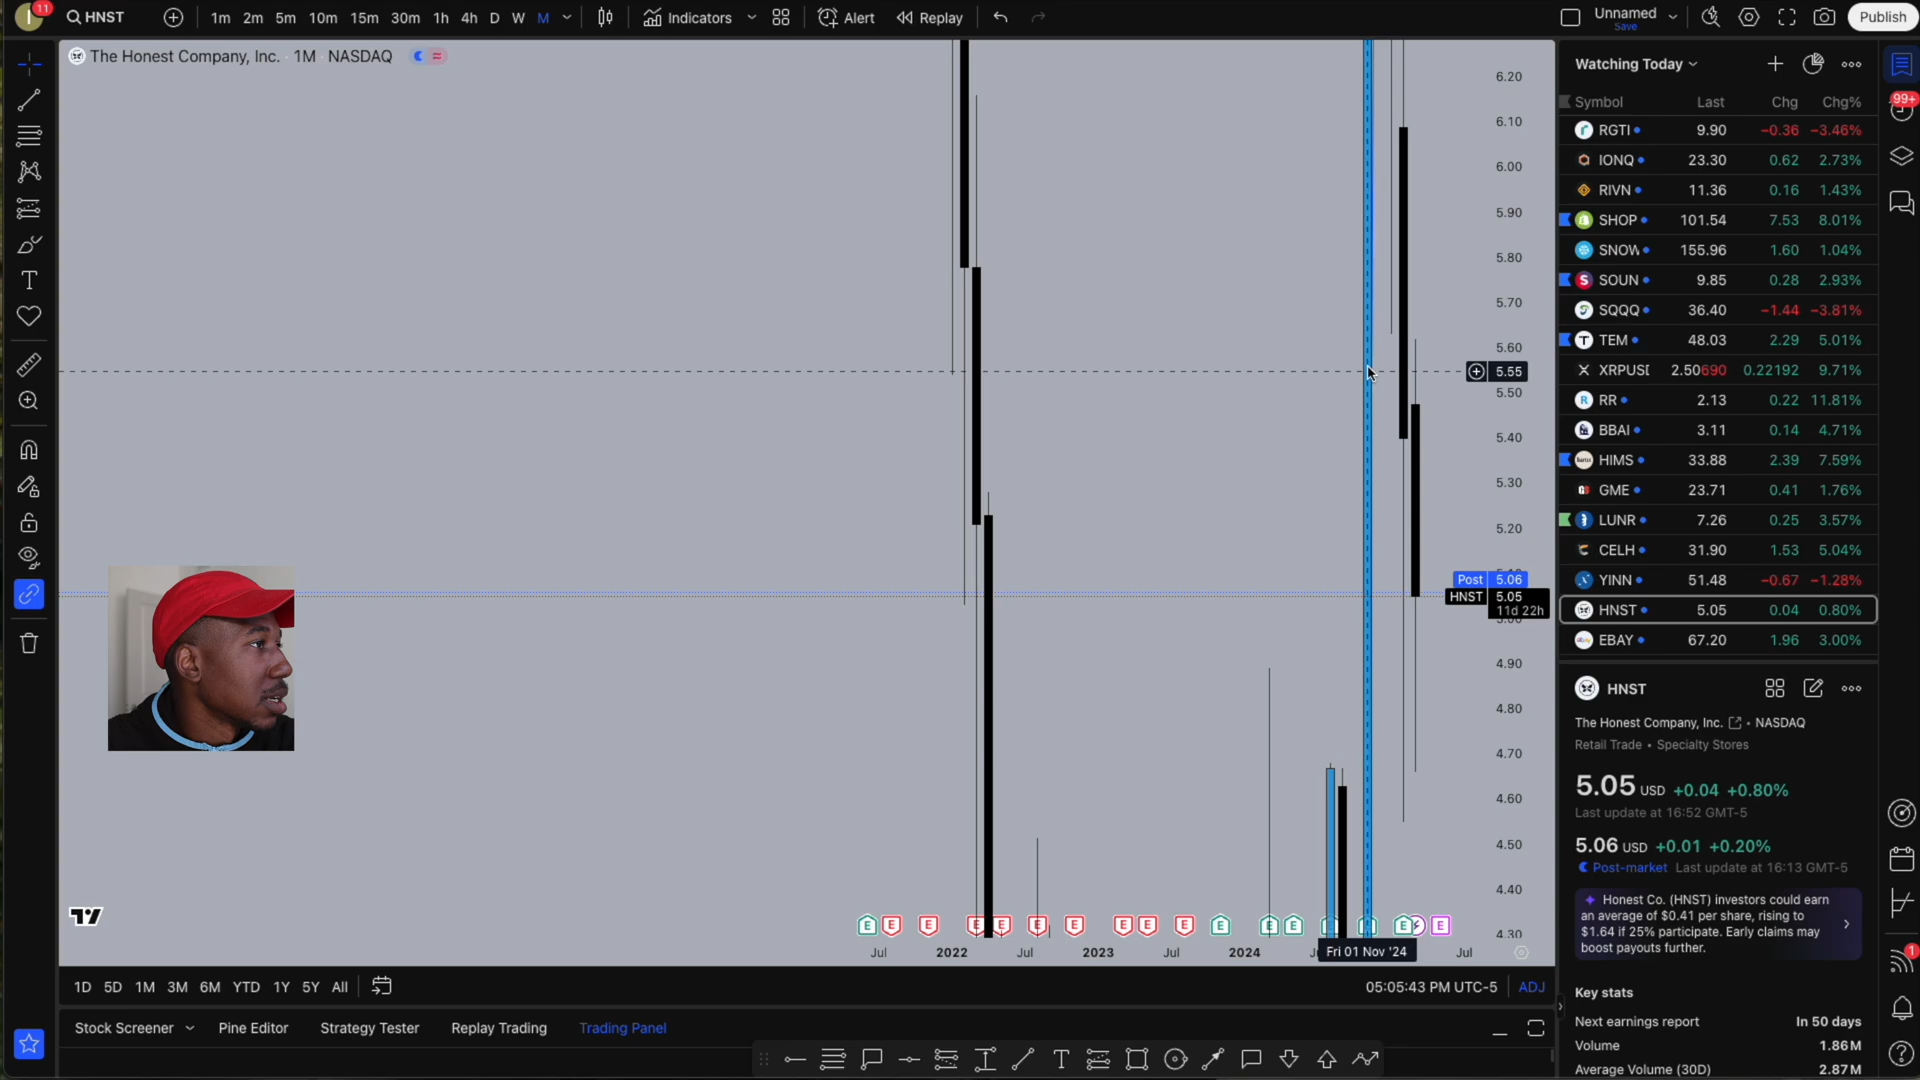 11
HNST
1m 2m 5m 10m 15m 30m 1h 4h D W M
Indicators
Alert
Replay
Unnamed
Save
Publish
The Honest Company, Inc. · 1M · NASDAQ
6.20
6.10
6.00
5.90
5.80
5.70
5.60
5.55
5.50
5.40
5.30
5.20
Post 5.06
HNST 5.05
11d 22h
4.90
4.80
4.70
4.60
4.50
4.40
4.30
E E E E E E E E E E E E E E E E
Jul 2022 Jul 2023 Jul 2024 Jul
Fri 01 Nov '24
1D 5D 1M 3M 6M YTD 1Y 5Y All
05:05:43 PM UTC-5 ADJ
Stock Screener
Pine Editor
Strategy Tester
Replay Trading
Trading Panel
Watching Today
99+
Symbol Last Chg Chg%
RGTI 9.90 −0.36 −3.46%
IONQ 23.30 0.62 2.73%
RIVN 11.36 0.16 1.43%
SHOP 101.54 7.53 8.01%
SNOW 155.96 1.60 1.04%
SOUN 9.85 0.28 2.93%
SQQQ 36.40 −1.44 −3.81%
TEM 48.03 2.29 5.01%
XRPUSD 2.50690 0.22192 9.71%
RR 2.13 0.22 11.81%
BBAI 3.11 0.14 4.71%
HIMS 33.88 2.39 7.59%
GME 23.71 0.41 1.76%
LUNR 7.26 0.25 3.57%
CELH 31.90 1.53 5.04%
YINN 51.48 −0.67 −1.28%
HNST 5.05 0.04 0.80%
EBAY 67.20 1.96 3.00%
HNST
The Honest Company, Inc. • NASDAQ
Retail Trade • Specialty Stores
5.05 USD +0.04 +0.80%
Last update at 16:52 GMT-5
5.06 USD +0.01 +0.20%
Post-market Last update at 16:13 GMT-5
Honest Co. (HNST) investors could earn
an average of $0.41 per share, rising to
$1.64 if 25% participate. Early claims may
boost payouts further.
1
Key stats
Next earnings report In 50 days
Volume 1.86M
Average Volume (30D) 2.87M